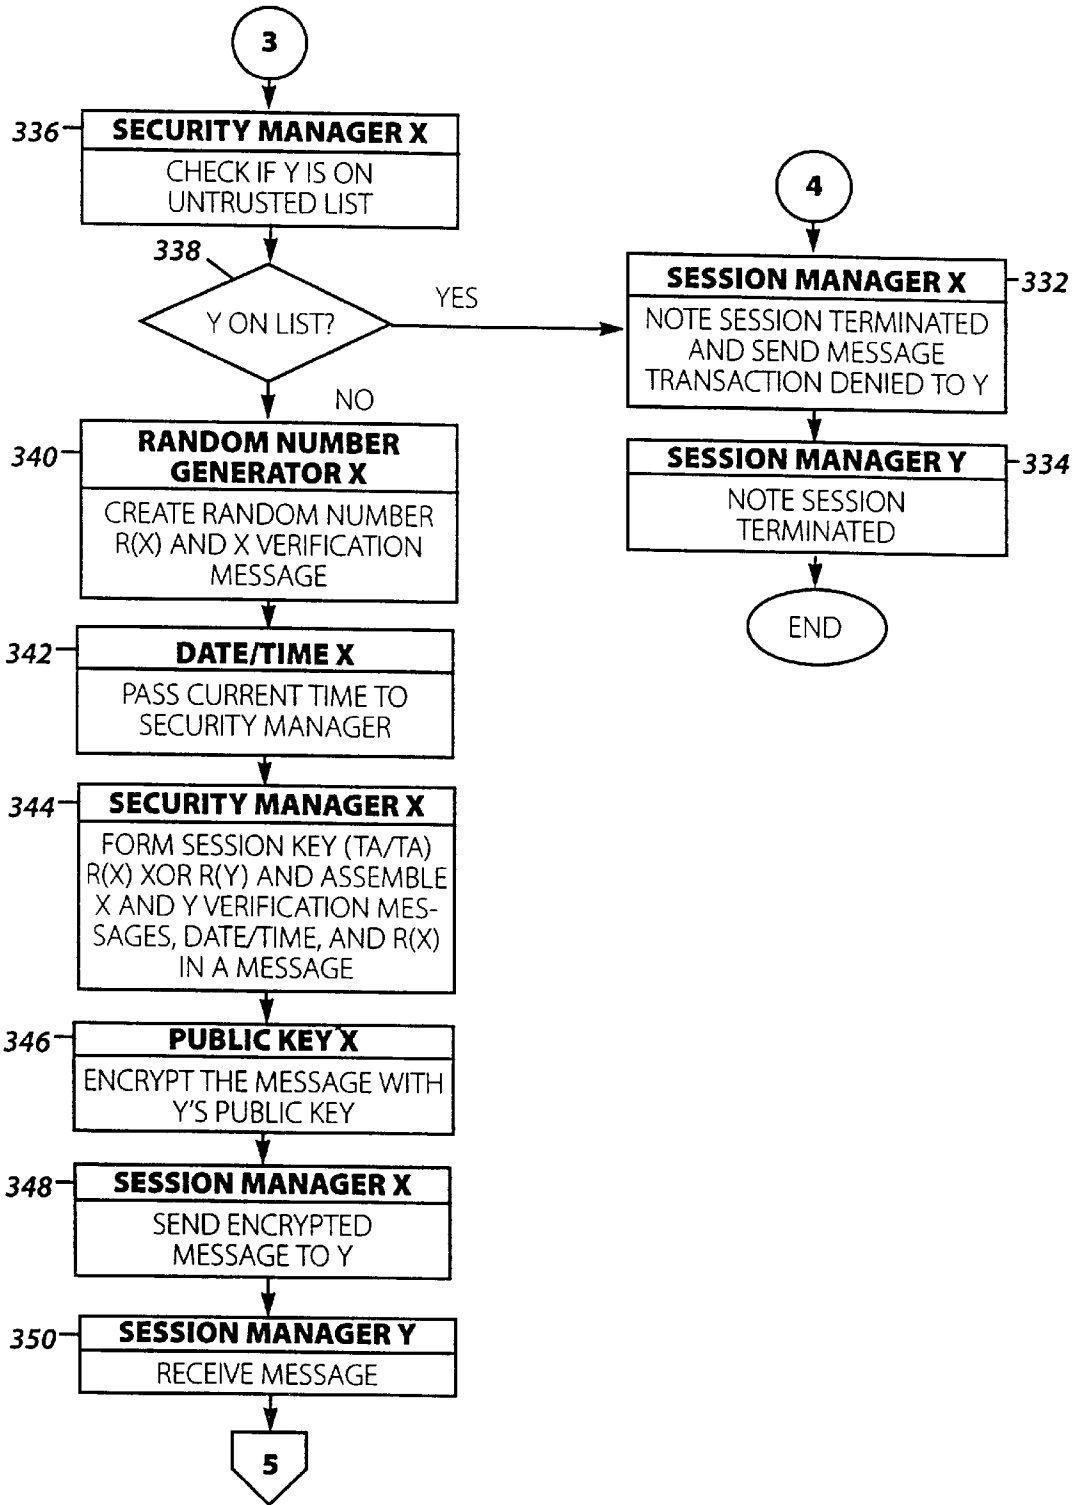 3
336
SECURITY MANAGER X
CHECK IF Y IS ON
UNTRUSTED LIST
338
Y ON LIST?
YES
NO
340
RANDOM NUMBER
GENERATOR X
CREATE RANDOM NUMBER
R(X) AND X VERIFICATION
MESSAGE
342
DATE/TIME X
PASS CURRENT TIME TO
SECURITY MANAGER
344
SECURITY MANAGER X
FORM SESSION KEY (TA/TA)
R(X) XOR R(Y) AND ASSEMBLE
X AND Y VERIFICATION MES-
SAGES, DATE/TIME, AND R(X)
IN A MESSAGE
346
PUBLIC KEY X
ENCRYPT THE MESSAGE WITH
Y'S PUBLIC KEY
348
SESSION MANAGER X
SEND ENCRYPTED
MESSAGE TO Y
350
SESSION MANAGER Y
RECEIVE MESSAGE
5
4
SESSION MANAGER X
332
NOTE SESSION TERMINATED
AND SEND MESSAGE
TRANSACTION DENIED TO Y
SESSION MANAGER Y
334
NOTE SESSION
TERMINATED
END